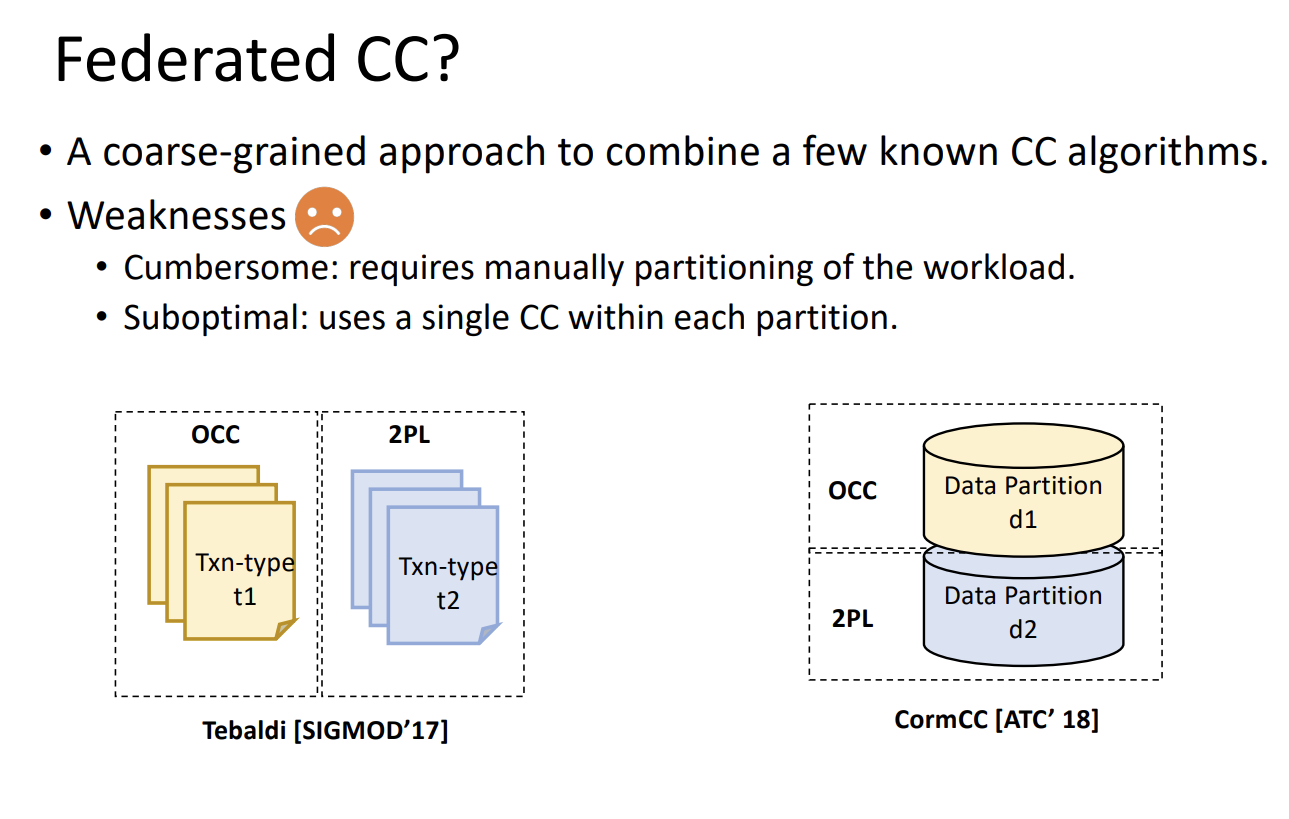 Federated CC?
• A coarse-grained approach to combine a few known CC algorithms.
• Weaknesses
• Cumbersome: requires manually partitioning of the workload.
• Suboptimal: uses a single CC within each partition.
OCC
2PL
Txn-type
t1
Txn-type
t2
Tebaldi [SIGMOD’17]
OCC
Data Partition
d1
2PL
Data Partition
d2
CormCC [ATC’ 18]